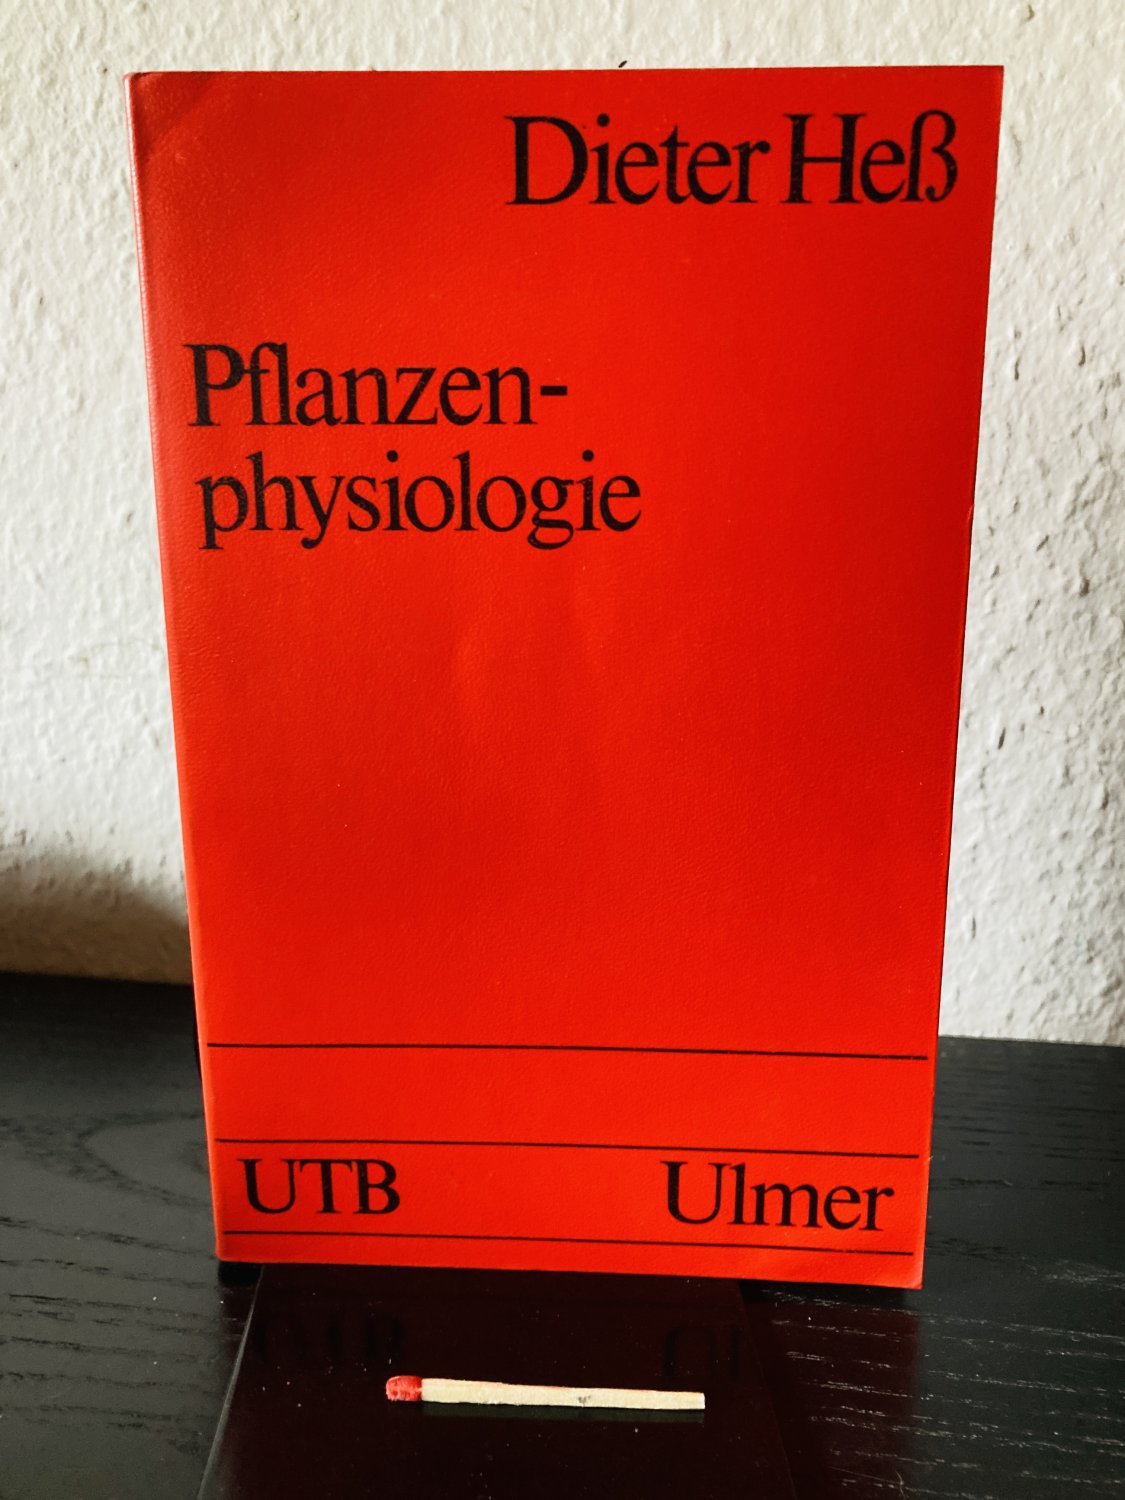 Dieter Heß
Pflanzen-
physiologie
UTB
Ulmer